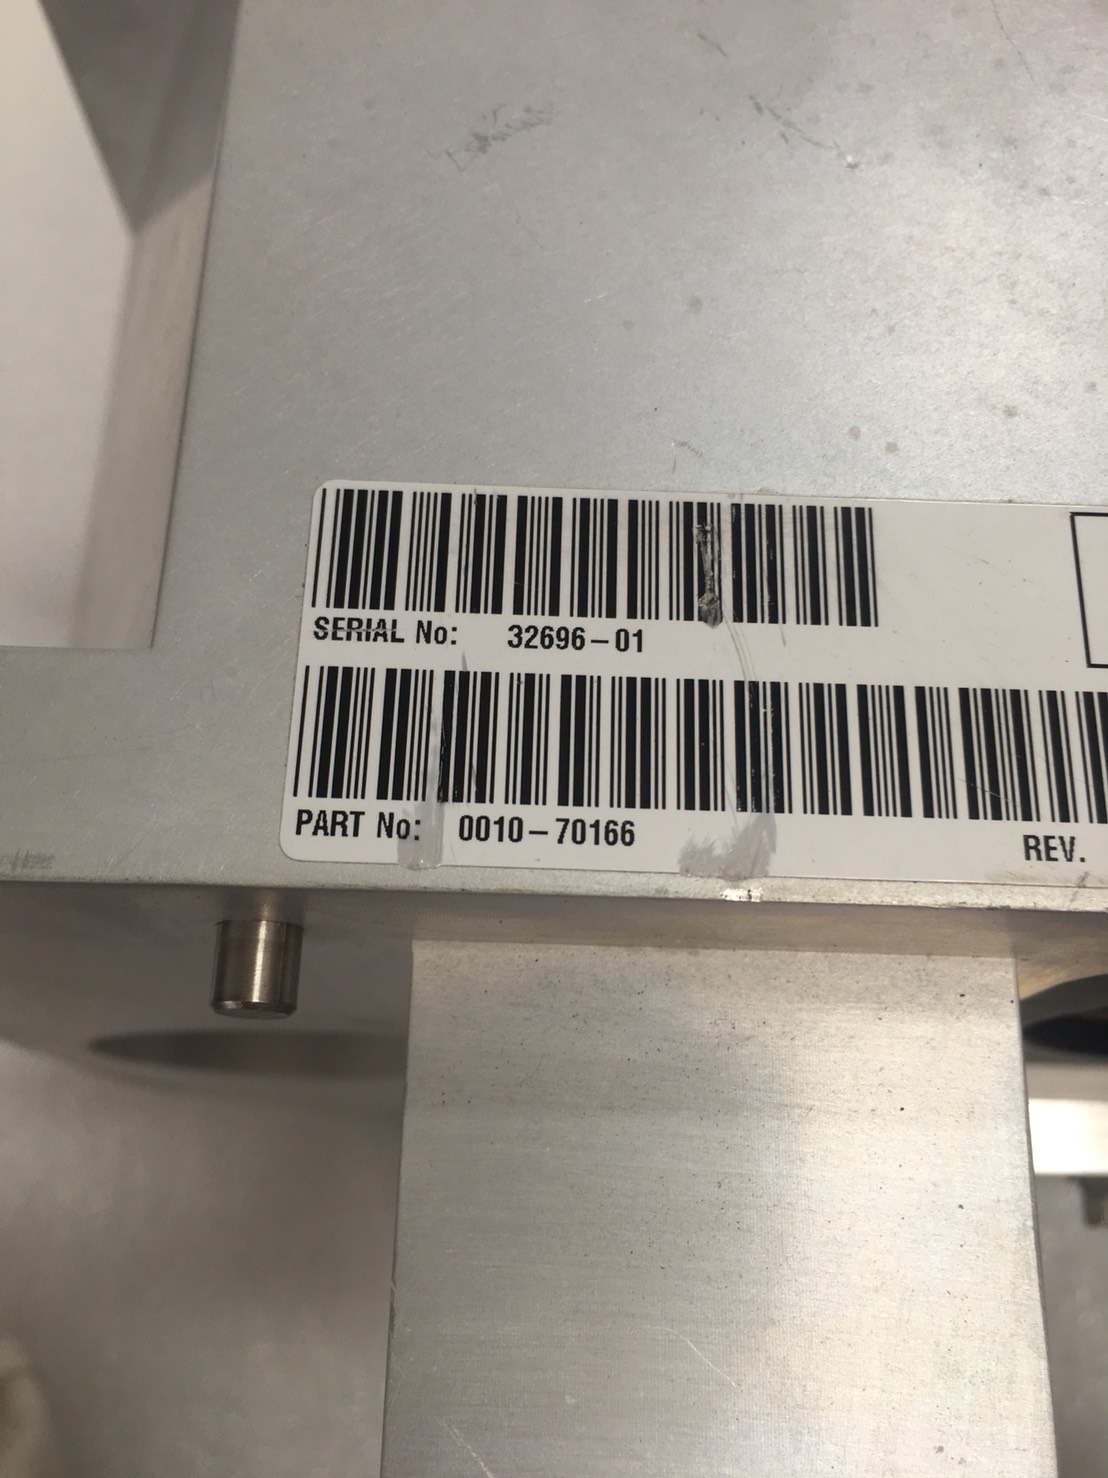 SERIAL No: 32696-01
PART No: 0010-70166
REV.